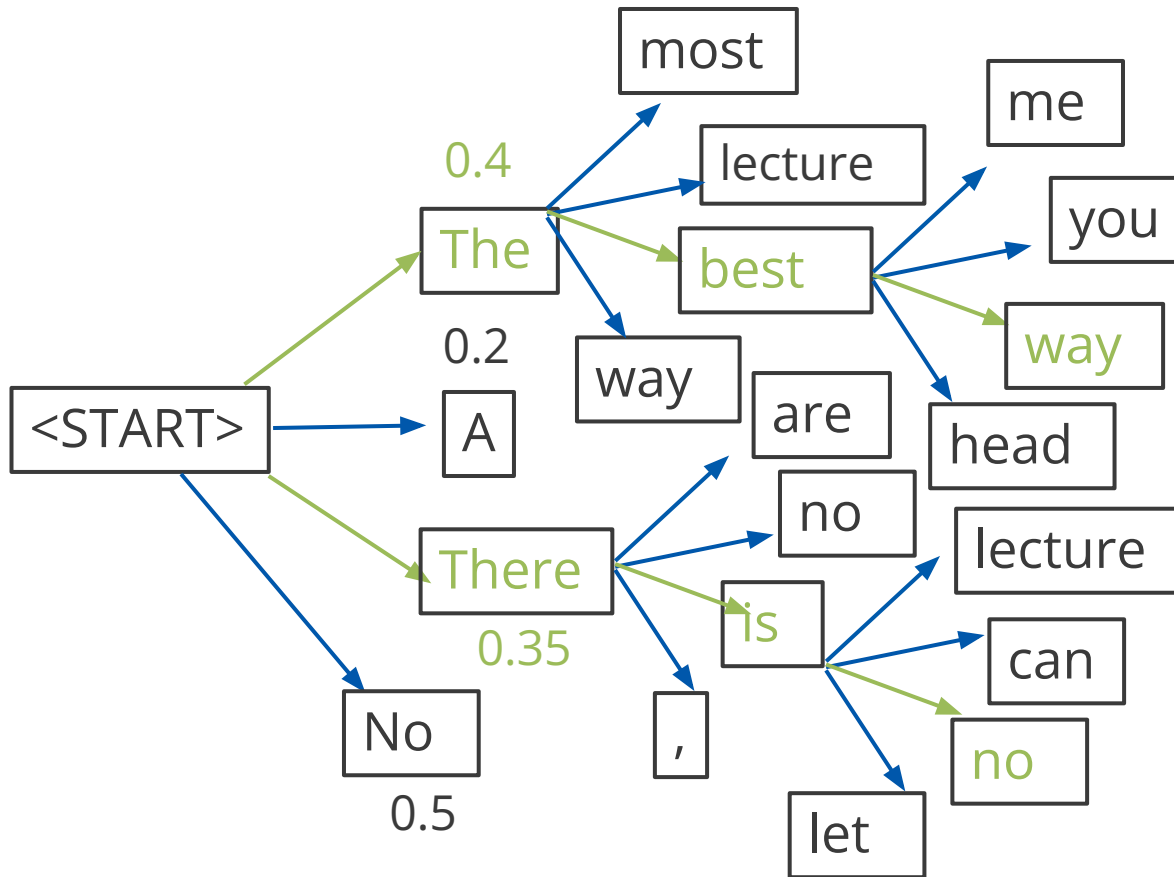 most
me
0.4
lecture
you
The
best
way
0.2
way
are
<START>
A
head
no
lecture
There
is
0.35
can
No
,
no
0.5
let